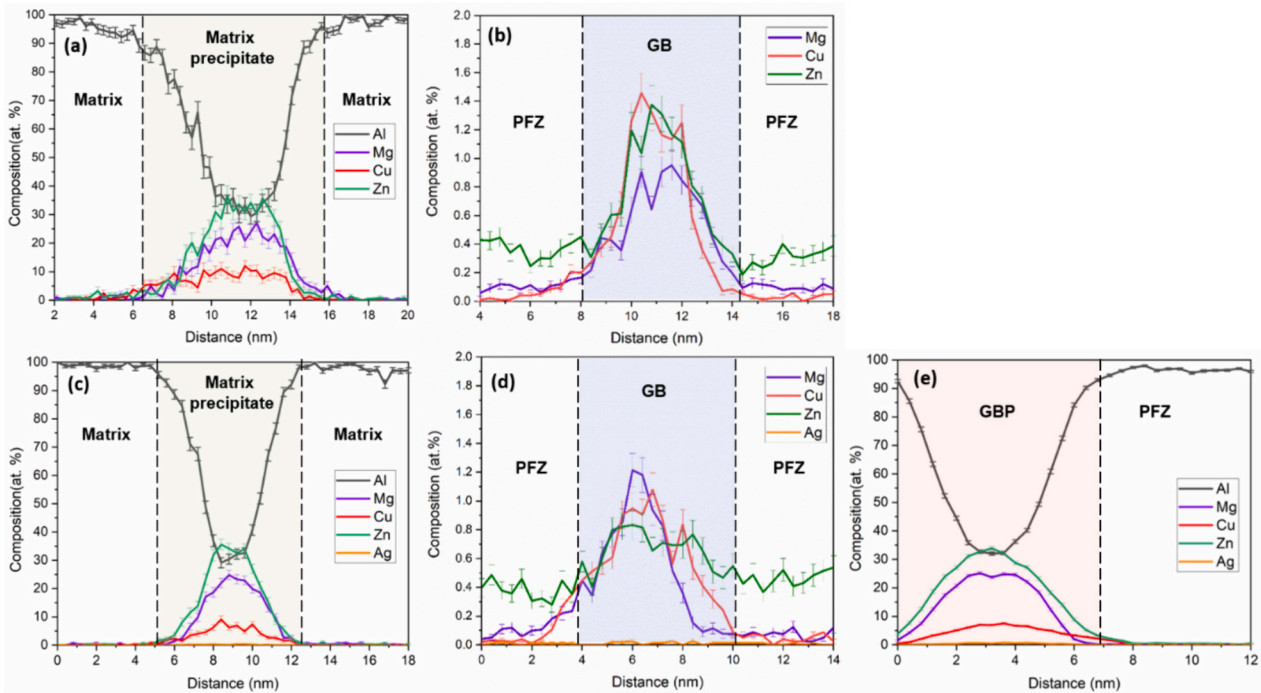 (a)
Matrix
precipitate
Matrix
Matrix
Al
Mg
Cu
Zn
Composition(at. %)
100
90
80
70
60
50
40
30
20
10
0
2 4 6 8 10 12 14 16 18 20
Distance (nm)
(b)
GB
PFZ
PFZ
Mg
Cu
Zn
Composition (at. %)
2.0
1.8
1.6
1.4
1.2
1.0
0.8
0.6
0.4
0.2
0.0
4 6 8 10 12 14 16 18
Distance (nm)
(c)
Matrix
precipitate
Matrix
Matrix
Al
Mg
Cu
Zn
Ag
Composition(at. %)
100
90
80
70
60
50
40
30
20
10
0
0 2 4 6 8 10 12 14 16 18
Distance (nm)
(d)
GB
PFZ
PFZ
Mg
Cu
Zn
Ag
Composition (at.%)
2.0
1.8
1.6
1.4
1.2
1.0
0.8
0.6
0.4
0.2
0.0
0 2 4 6 8 10 12 14
Distance (nm)
(e)
GBP
PFZ
Al
Mg
Cu
Zn
Ag
Composition(at. %)
100
90
80
70
60
50
40
30
20
10
0
0 2 4 6 8 10 12
Distance (nm)